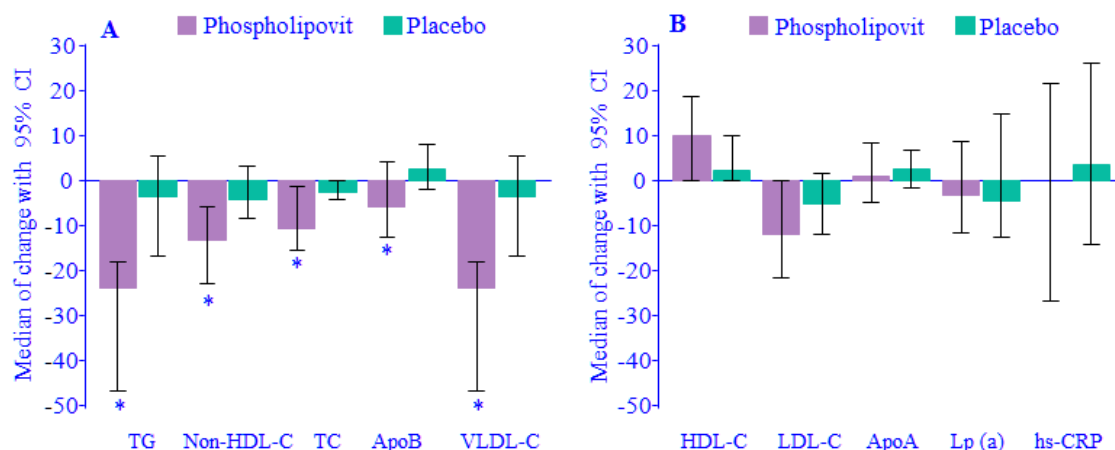 A
Phospholipovit
Placebo
Median of change with 95% CI
30
20
10
0
-10
-20
-30
-40
-50
*
*
*
*
*
TG
Non-HDL-C
TC
ApoB
VLDL-C
B
Phospholipovit
Placebo
Median of change with 95% CI
30
20
10
0
-10
-20
-30
-40
-50
HDL-C
LDL-C
ApoA
Lp (a)
hs-CRP